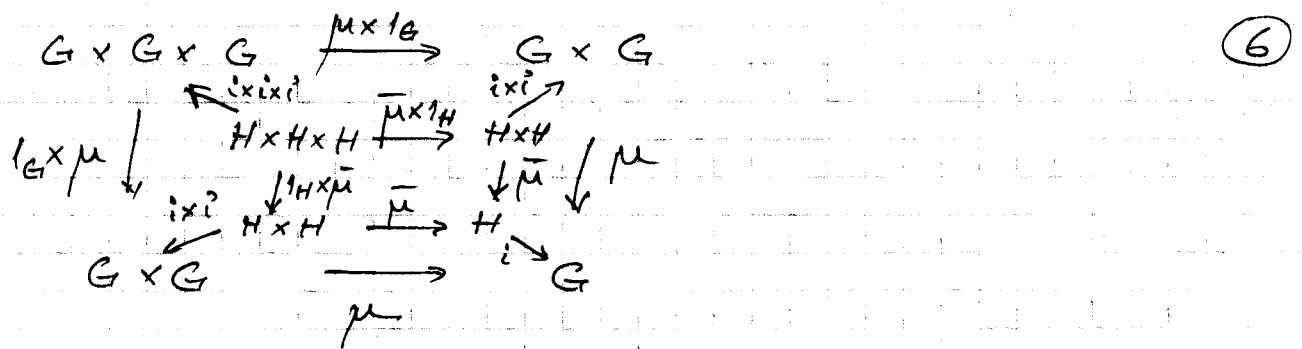 G × G × G μ×1_G → G × G ⑥
i×i×i i×i
H×H×H μ̄×1_H → H×H
1_G×μ ↓ ↓ 1_H×μ̄ ↓ μ̄ ↓ μ
i×i H×H μ̄ → H
i
G × G → G
μ